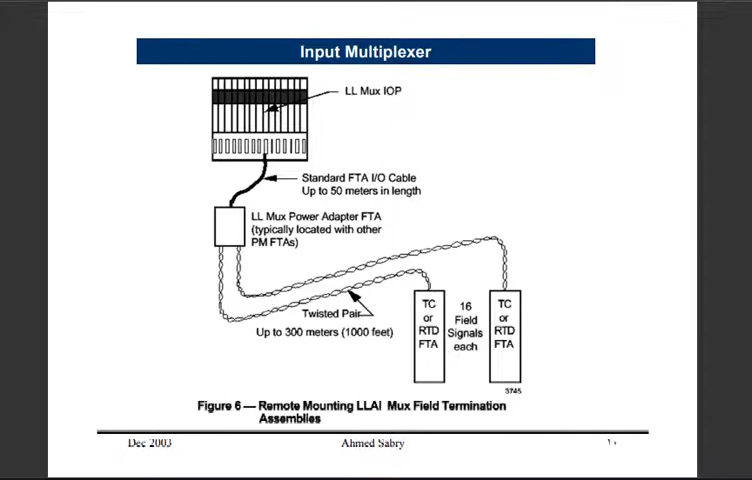 Input Multiplexer
LL Mux IOP
Standard FTA I/O Cable
Up to 50 meters in length
LL Mux Power Adapter FTA
(typically located with other
PM FTAs)
Twisted Pair
Up to 300 meters (1000 feet)
TC
or
RTD
FTA
16
Field
Signals
each
TC
or
RTD
FTA
3745
Figure 6 — Remote Mounting LLAI Mux Field Termination
Assemblies
Dec 2003
Ahmed Sabry
١٠